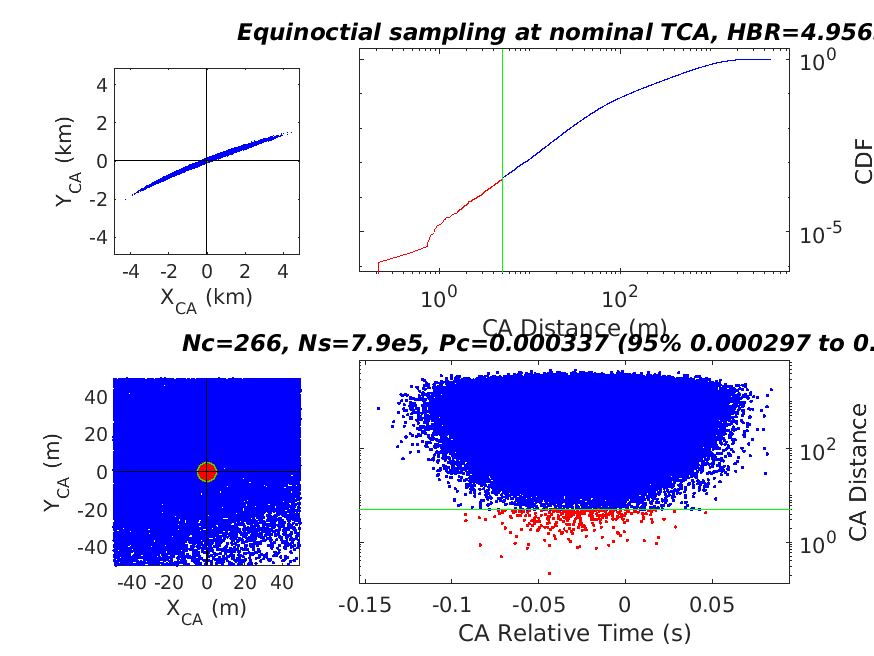 Equinoctial sampling at nominal TCA, HBR=4.956
4
2
0
-2
-4
Y_CA (km)
-4 -2 0 2 4
X_CA (km)
10^0
10^-5
CDF
10^0 10^2
CA Distance (m)
Nc=266, Ns=7.9e5, Pc=0.000337 (95% 0.000297 to 0.
40
20
0
-20
-40
Y_CA (m)
-40 -20 0 20 40
X_CA (m)
10^2
10^0
CA Distance
-0.15 -0.1 -0.05 0 0.05
CA Relative Time (s)